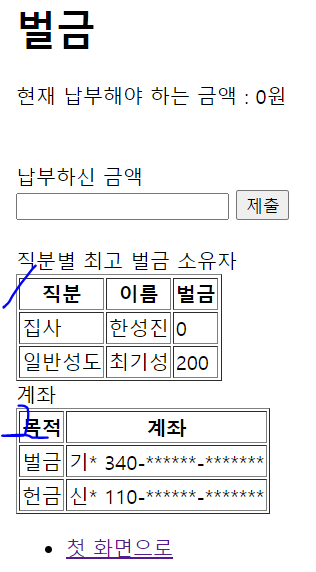 벌금
현재 납부해야 하는 금액 : 0원
납부하신 금액
제출
직분별 최고 벌금 소유자
직분 이름 벌금
집사 한성진 0
일반성도 최기성 200
계좌
목적 계좌
벌금 기* 340-******-*******
헌금 신* 110-******-*******
첫 화면으로